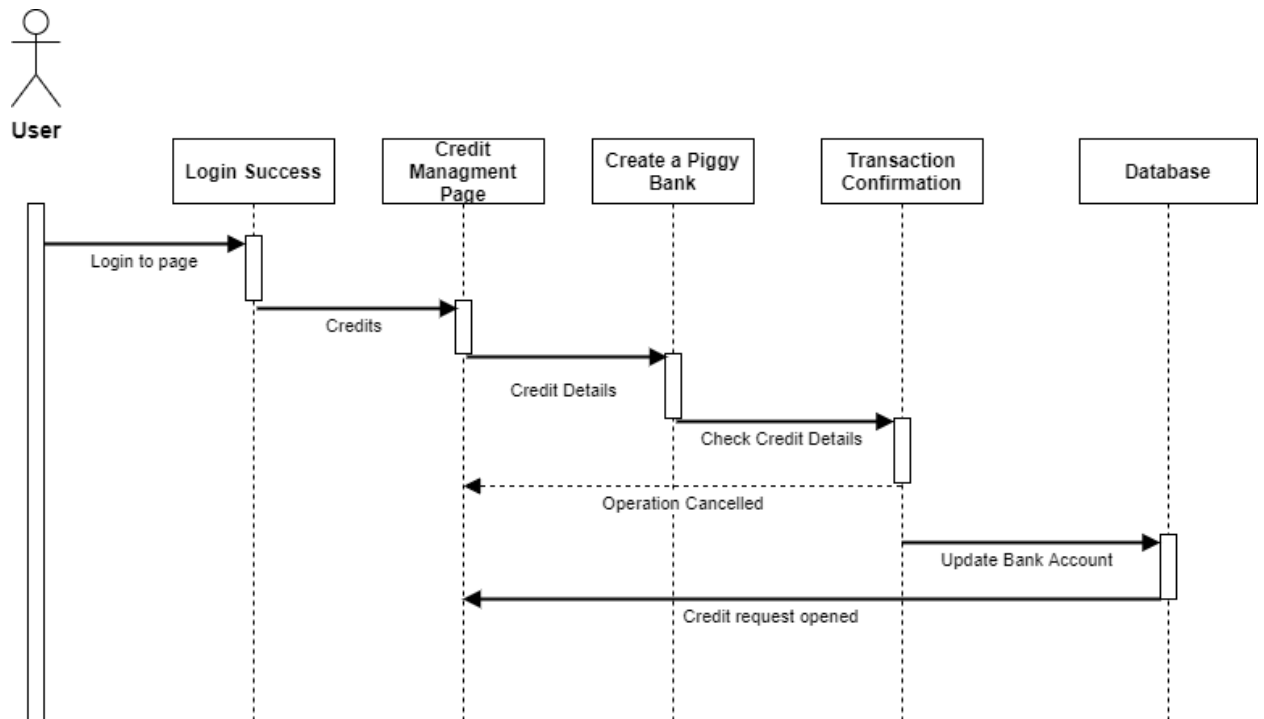 User
Login Success
Credit
Managment
Page
Create a Piggy
Bank
Transaction
Confirmation
Database
Login to page
Credits
Credit Details
Check Credit Details
Operation Cancelled
Update Bank Account
Credit request opened